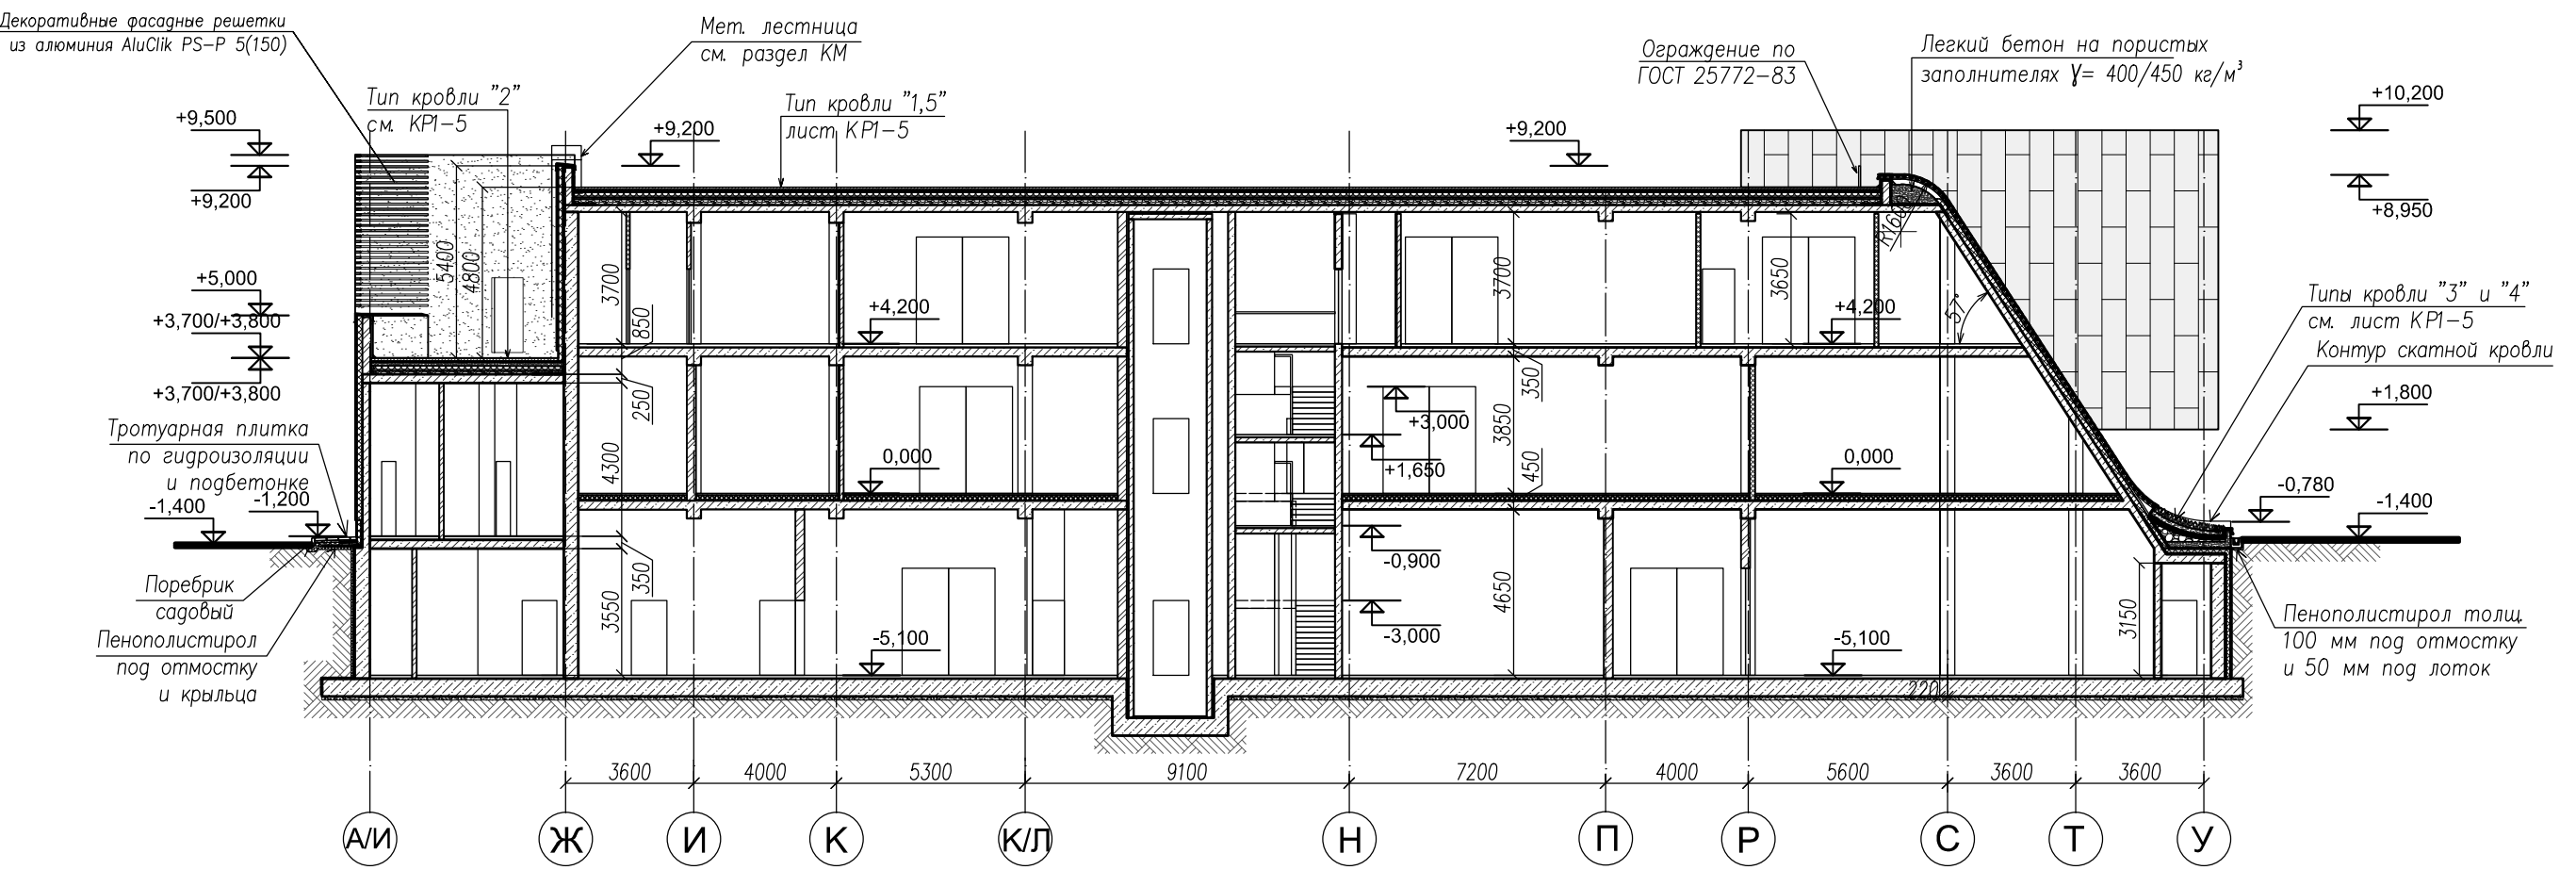 Декоративные фасадные решетки
из алюминия AluClik PS-P 5(150)
Мет. лестница
см. раздел КМ
Ограждение по
ГОСТ 25772-83
Легкий бетон на пористых
заполнителях γ= 400/450 кг/м³
Тип кровли "2"
см. КР1-5
Тип кровли "1,5"
лист КР1-5
+9,500
+9,200
+9,200
+9,200
+10,200
+8,950
+5,000
+3,700/+3,800
+3,700/+3,800
5400
4800
3700
850
+4,200
3700
3650
+4,200
R1600
57°
Типы кровли "3" и "4"
см. лист КР1-5
Контур скатной кровли
+1,800
250
4300
0,000
350
3850
450
+3,000
+1,650
0,000
Тротуарная плитка
по гидроизоляции
и подбетонке
-1,400
-1,200
-0,780
-1,400
Поребрик
садовый
Пенополистирол
под отмостку
и крыльца
350
3550
-5,100
-0,900
-3,000
4650
-5,100
3150
220
Пенополистирол толщ.
100 мм под отмостку
и 50 мм под лоток
3600
4000
5300
9100
7200
4000
5600
3600
3600
А/И
Ж
И
К
К/Л
Н
П
Р
С
Т
У